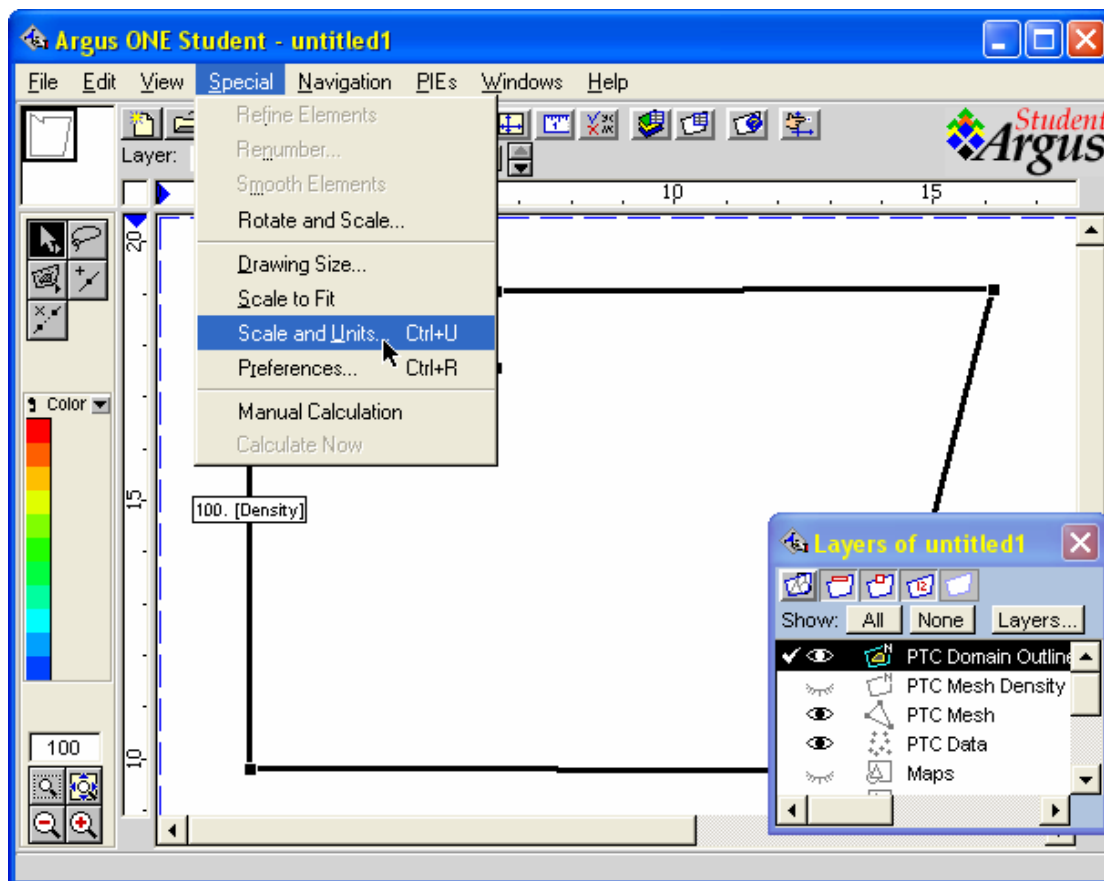 Argus ONE Student - untitled1
File Edit View Special Navigation PIEs Windows Help
Student
Argus
Layer:
Refine Elements
Renumber...
Smooth Elements
Rotate and Scale...
Drawing Size...
Scale to Fit
Scale and Units... Ctrl+U
Preferences... Ctrl+R
Manual Calculation
Calculate Now
10 15
20
15
10
Color
100. [Density]
100
Layers of untitled1
Show: All None Layers...
PTC Domain Outline
PTC Mesh Density
PTC Mesh
PTC Data
Maps